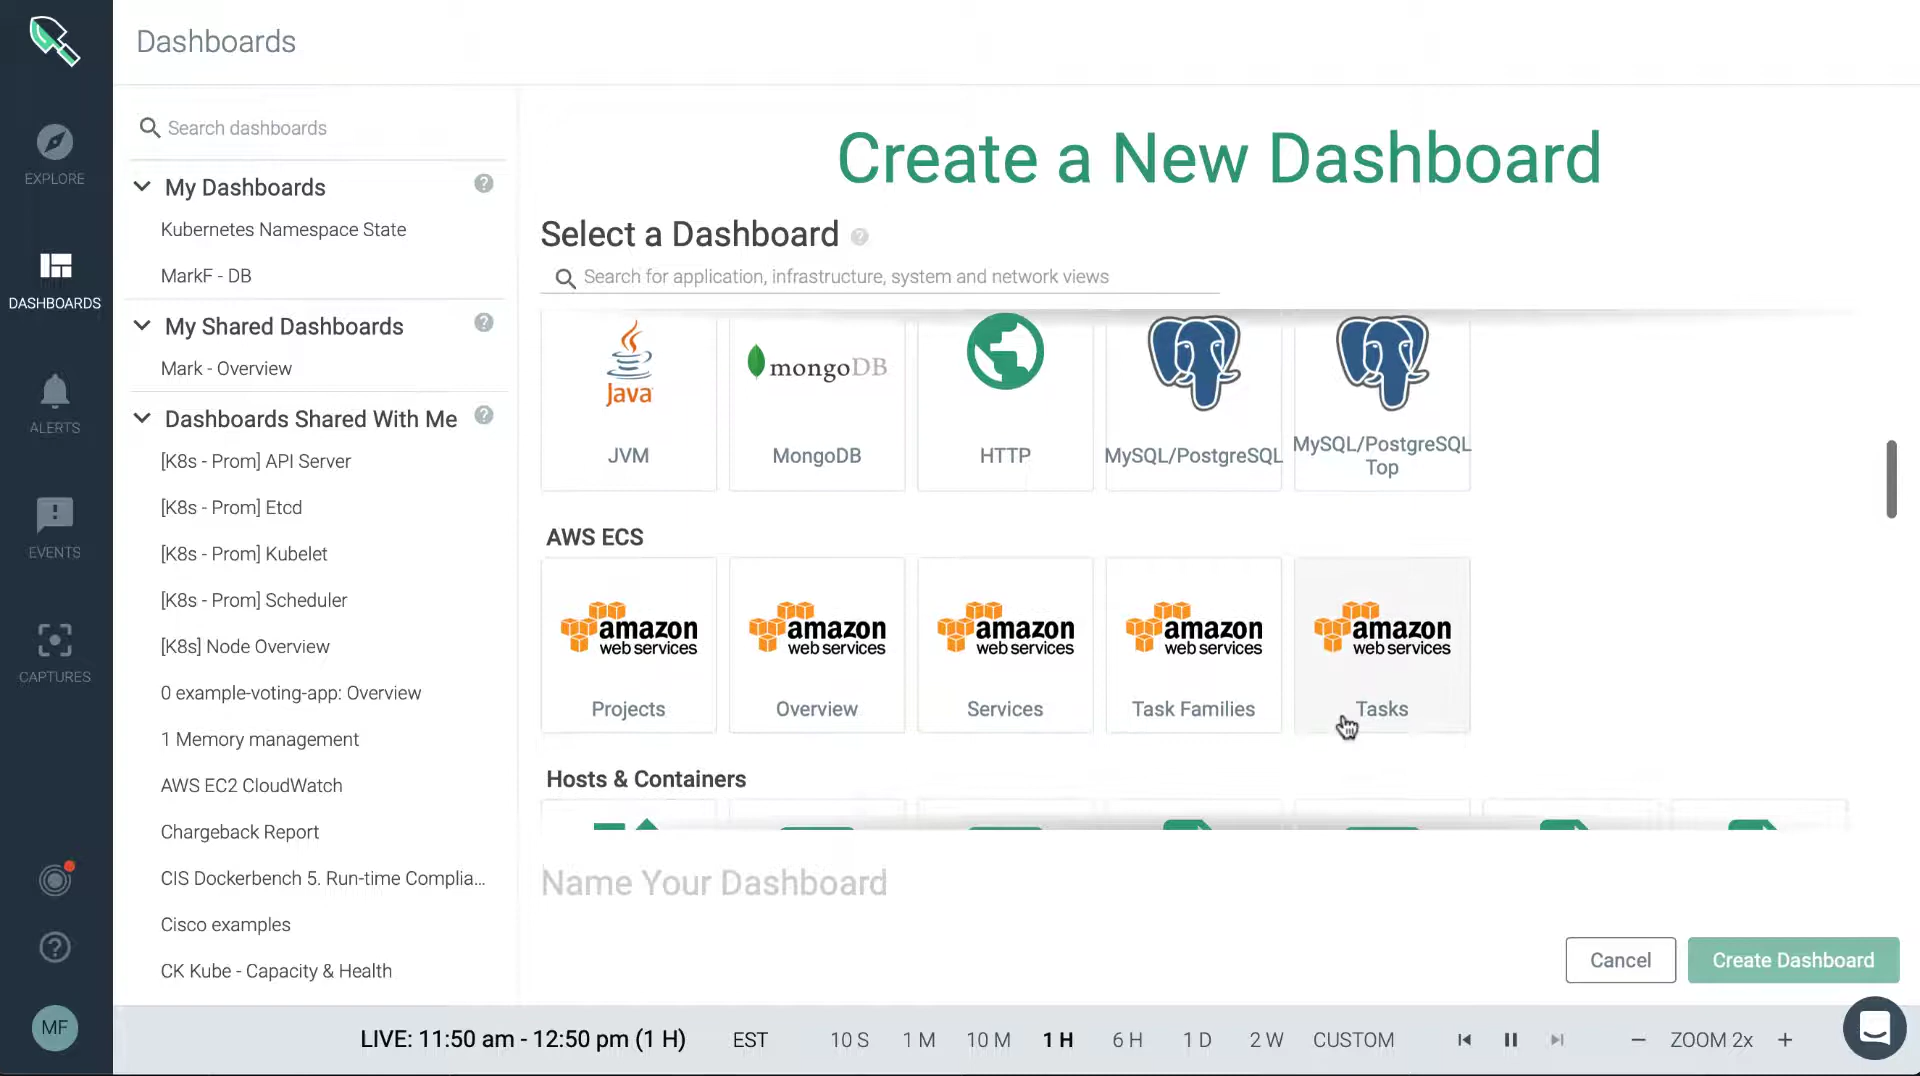 Dashboards
EXPLORE
DASHBOARDS
ALERTS
EVENTS
CAPTURES
MF
Search dashboards
My Dashboards
Kubernetes Namespace State
MarkF - DB
My Shared Dashboards
Mark - Overview
Dashboards Shared With Me
[K8s - Prom] API Server
[K8s - Prom] Etcd
[K8s - Prom] Kubelet
[K8s - Prom] Scheduler
[K8s] Node Overview
0 example-voting-app: Overview
1 Memory management
AWS EC2 CloudWatch
Chargeback Report
CIS Dockerbench 5. Run-time Complia...
Cisco examples
CK Kube - Capacity & Health
Create a New Dashboard
Select a Dashboard
Search for application, infrastructure, system and network views
Java
JVM
mongoDB
MongoDB
HTTP
MySQL/PostgreSQL
MySQL/PostgreSQL
Top
AWS ECS
amazon
web services
Projects
amazon
web services
Overview
amazon
web services
Services
amazon
web services
Task Families
amazon
web services
Tasks
Hosts & Containers
Name Your Dashboard
Cancel
Create Dashboard
LIVE: 11:50 am - 12:50 pm (1 H) EST 10 S 1 M 10 M 1 H 6 H 1 D 2 W CUSTOM ZOOM 2x